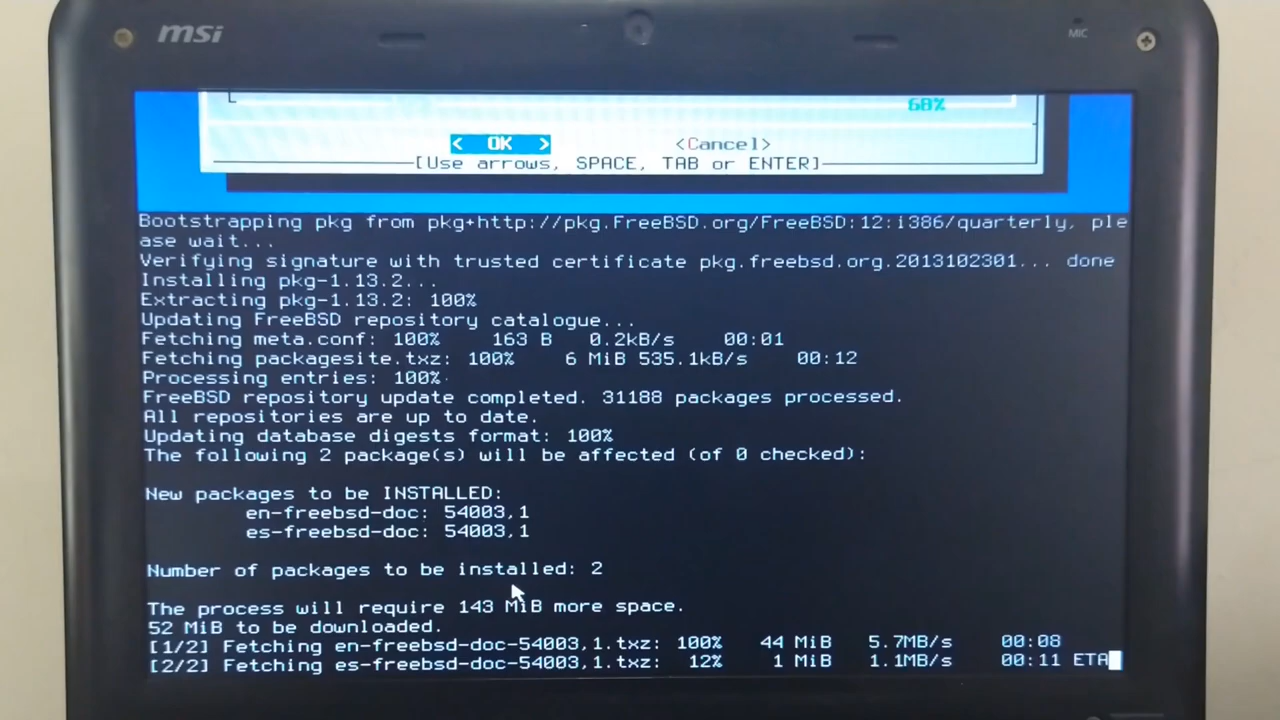 msi
MIC
68%
< OK > <Cancel>
[Use arrows, SPACE, TAB or ENTER]
Bootstrapping pkg from pkg+http://pkg.FreeBSD.org/FreeBSD:12:i386/quarterly, ple
ase wait...
Verifying signature with trusted certificate pkg.freebsd.org.2013102301... done
Installing pkg-1.13.2...
Extracting pkg-1.13.2: 100%
Updating FreeBSD repository catalogue...
Fetching meta.conf: 100% 163 B 0.2kB/s 00:01
Fetching packagesite.txz: 100% 6 MiB 535.1kB/s 00:12
Processing entries: 100%
FreeBSD repository update completed. 31188 packages processed.
All repositories are up to date.
Updating database digests format: 100%
The following 2 package(s) will be affected (of 0 checked):
New packages to be INSTALLED:
en-freebsd-doc: 54003,1
es-freebsd-doc: 54003,1
Number of packages to be installed: 2
The process will require 143 MiB more space.
52 MiB to be downloaded.
[1/2] Fetching en-freebsd-doc-54003,1.txz: 100% 44 MiB 5.7MB/s 00:08
[2/2] Fetching es-freebsd-doc-54003,1.txz: 12% 1 MiB 1.1MB/s 00:11 ETA